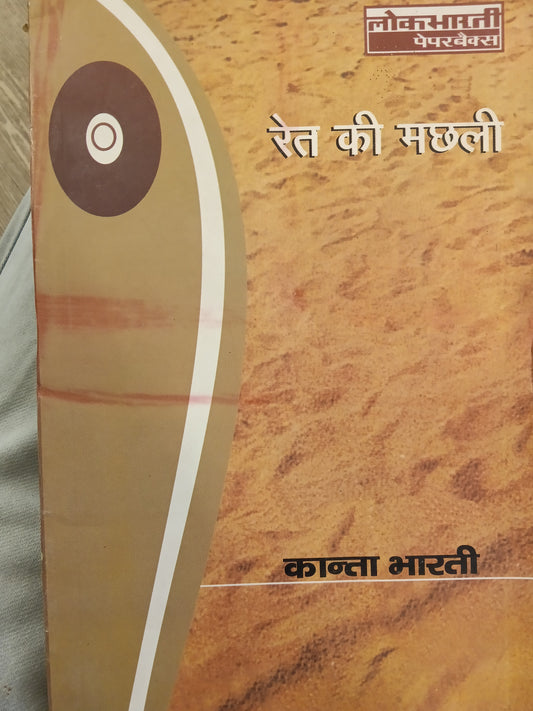 लोकभारती
पेपरबैक्स
रेत की मछली
कान्ता भारती